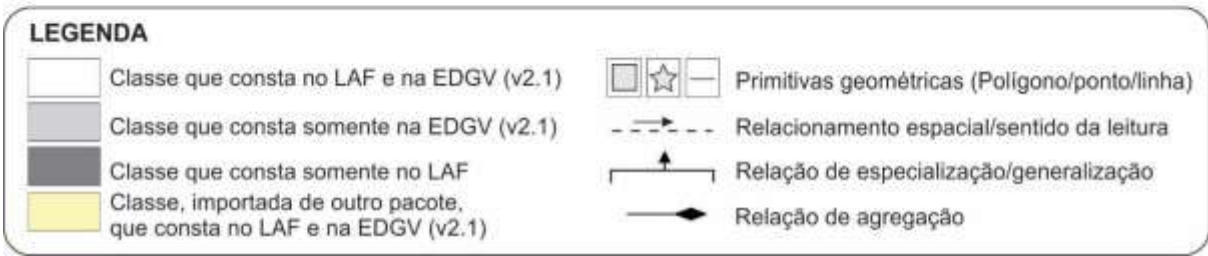 LEGENDA
Classe que consta no LAF e na EDGV (v2.1)
Classe que consta somente na EDGV (v2.1)
Classe que consta somente no LAF
Classe, importada de outro pacote,
que consta no LAF e na EDGV (v2.1)
Primitivas geométricas (Polígono/ponto/linha)
Relacionamento espacial/sentido da leitura
Relação de especialização/generalização
Relação de agregação